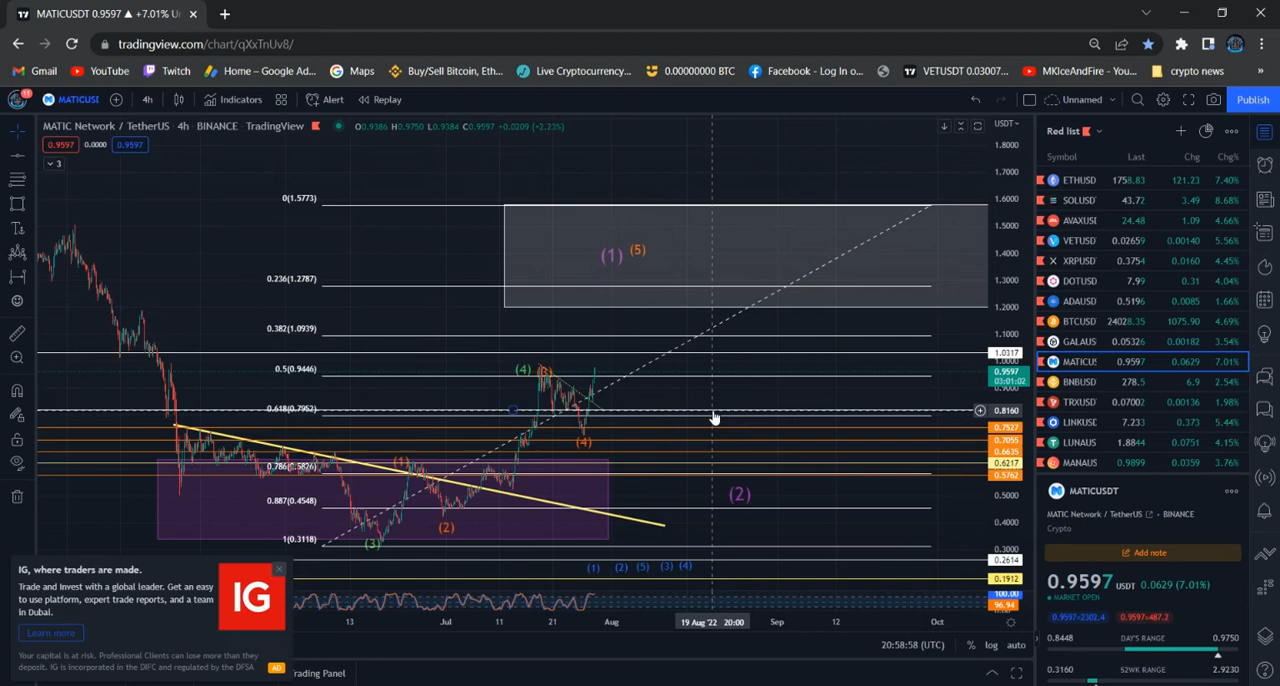 MATICUSDT 0.9597 ▲ +7.01% U
tradingview.com/chart/qXxTnUv8/
Gmail YouTube Twitch Home – Google Ad... Maps Buy/Sell Bitcoin, Et... Live Cryptocurrency... 0.00000000 BTC Facebook - Log In o... VETUSDT 0.03007... MKIceAndFire - You... crypto news »
11 MATICUSI 4h Indicators Alert Replay Unnamed Publish
MATIC Network / TetherUS · 4h · BINANCE · TradingView O0.9386 H0.9750 L0.9384 C0.9597 +0.0209 (+2.23%)
0.9597 0.0000 0.9597
3
USDT
1.8000
1.7000
1.6000
1.5000
1.4000
1.3000
1.2000
1.1000
1.0317
1.0000
0.9597
03:01:02
0.8160
0.7527
0.7055
0.6635
0.6217
0.5762
0.5000
0.4000
0.3000
0.2614
0.1912
100.00
96.94
0(1.5773)
(1) (5)
0.236(1.2787)
0.382(1.0939)
0.5(0.9446)
(4) (3)
0.618(0.7952)
(4)
(1)
0.786(0.5826)
0.887(0.4548)
(2)
(2)
1(0.3118)
(3)
(1) (2) (5) (3) (4)
13 Jul 11 21 Aug 19 Aug '22 20:00 Sep 12 Oct
20:58:58 (UTC) % log auto
Trading Panel
IG, where traders are made.
Trade and Invest with a global leader. Get an easy
to use platform, expert trade reports, and a team
in Dubai.
IG
Learn more
Your capital is at risk. Professional Clients can lose more than they
deposit. IG is incorporated in the DIFC and regulated by the DFSA
AD
Red list
Symbol Last Chg Chg%
ETHUSD 1758.83 121.23 7.40%
SOLUSD 43.72 3.49 8.68%
AVAXUSE 24.48 1.09 4.66%
VETUSD 0.02659 0.00140 5.56%
XRPUSD 0.3754 0.0160 4.45%
DOTUSD 7.99 0.31 4.04%
ADAUSD 0.5196 0.0085 1.66%
BTCUSD 24028.35 1075.90 4.69%
GALAUS 0.05326 0.00182 3.54%
MATICUS 0.9597 0.0629 7.01%
BNBUSD 278.5 6.9 2.54%
TRXUSD 0.07002 0.00136 1.98%
LINKUSE 7.233 0.373 5.44%
LUNAUS 1.8844 0.0751 4.15%
MANAUS 0.9899 0.0359 3.76%
MATICUSDT
MATIC Network / TetherUS BINANCE
Crypto
Add note
0.9597 USDT 0.0629 (7.01%)
MARKET OPEN
0.9597×2302.4 0.9597×487.2
0.8448 DAY'S RANGE 0.9750
0.3160 52WK RANGE 2.9230